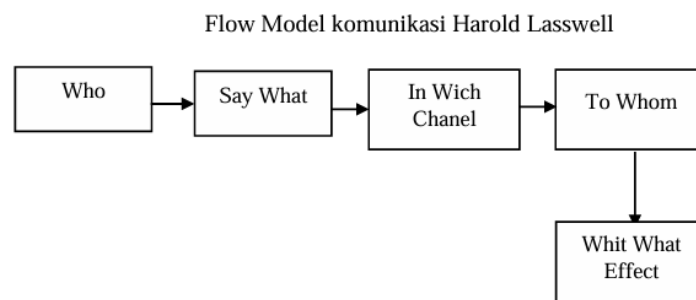 Flow Model komunikasi Harold Lasswell
Who
Say What
In Wich
Chanel
To Whom
Whit What
Effect